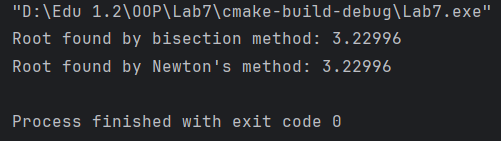 "D:\Edu 1.2\OOP\Lab7\cmake-build-debug\Lab7.exe"
Root found by bisection method: 3.22996
Root found by Newton's method: 3.22996
Process finished with exit code 0